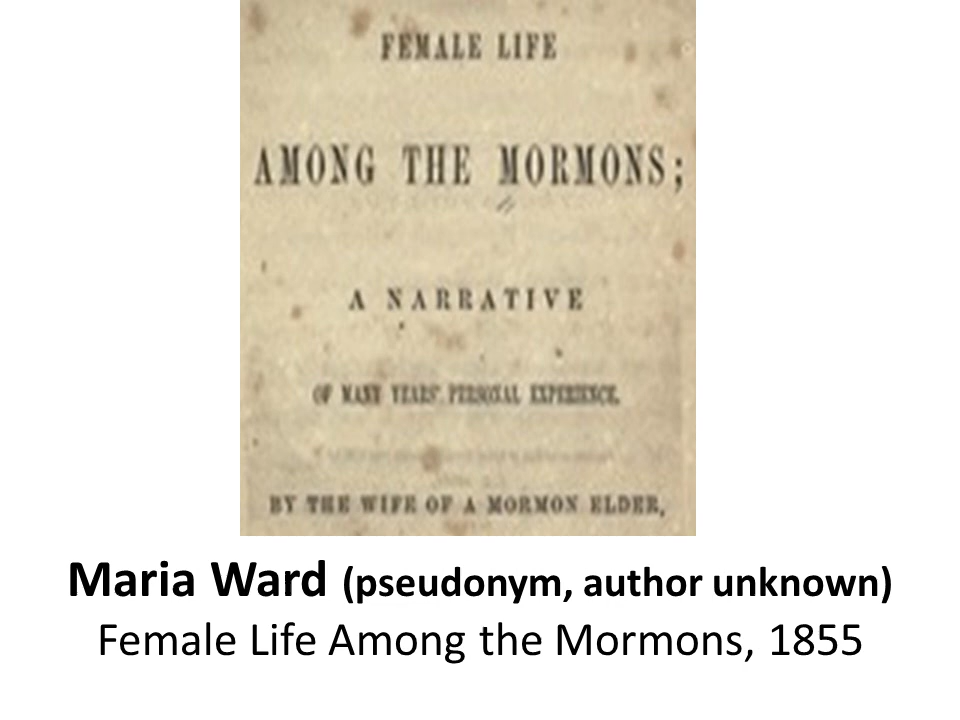 FEMALE LIFE
AMONG THE MORMONS;
A NARRATIVE
OF MANY YEARS' PERSONAL EXPERIENCE.
BY THE WIFE OF A MORMON ELDER,
Maria Ward (pseudonym, author unknown)
Female Life Among the Mormons, 1855